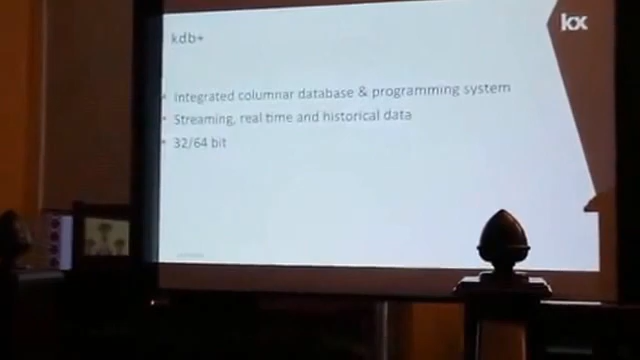 kx
kdb+
Integrated columnar database & programming system
Streaming, real time and historical data
32/64 bit